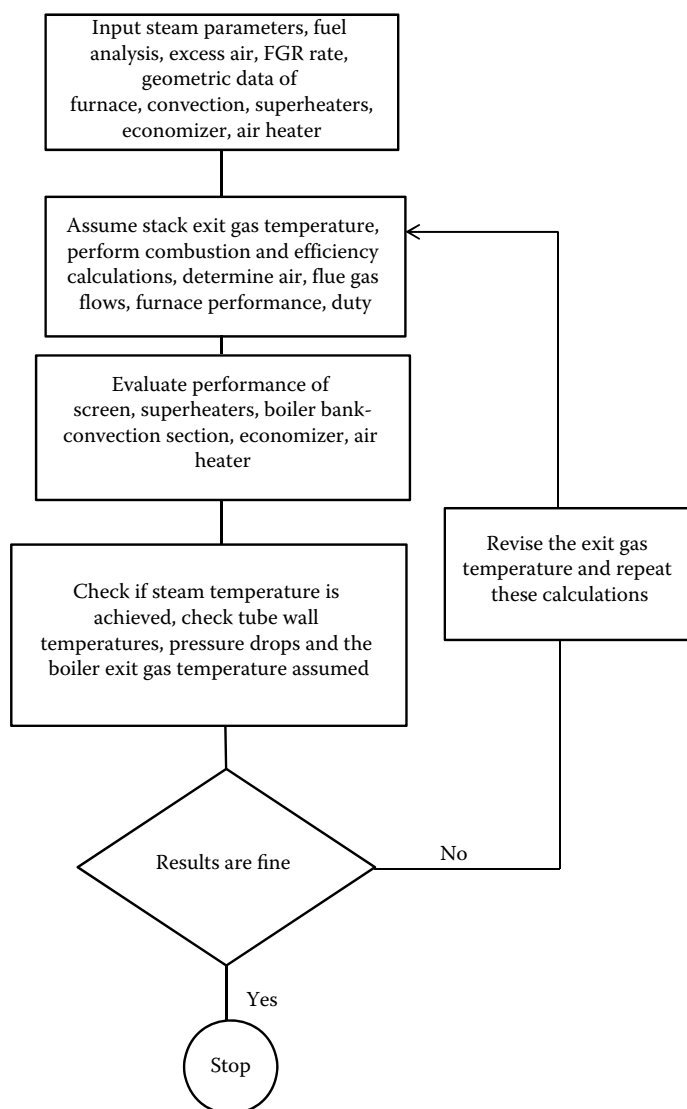 Input steam parameters, fuel
analysis, excess air, FGR rate,
geometric data of
furnace, convection, superheaters,
economizer, air heater
Assume stack exit gas temperature,
perform combustion and efficiency
calculations, determine air, flue gas
flows, furnace performance, duty
Evaluate performance of
screen, superheaters, boiler bank-
convection section, economizer, air
heater
Check if steam temperature is
achieved, check tube wall
temperatures, pressure drops and the
boiler exit gas temperature assumed
Revise the exit gas
temperature and repeat
these calculations
Results are fine
No
Yes
Stop